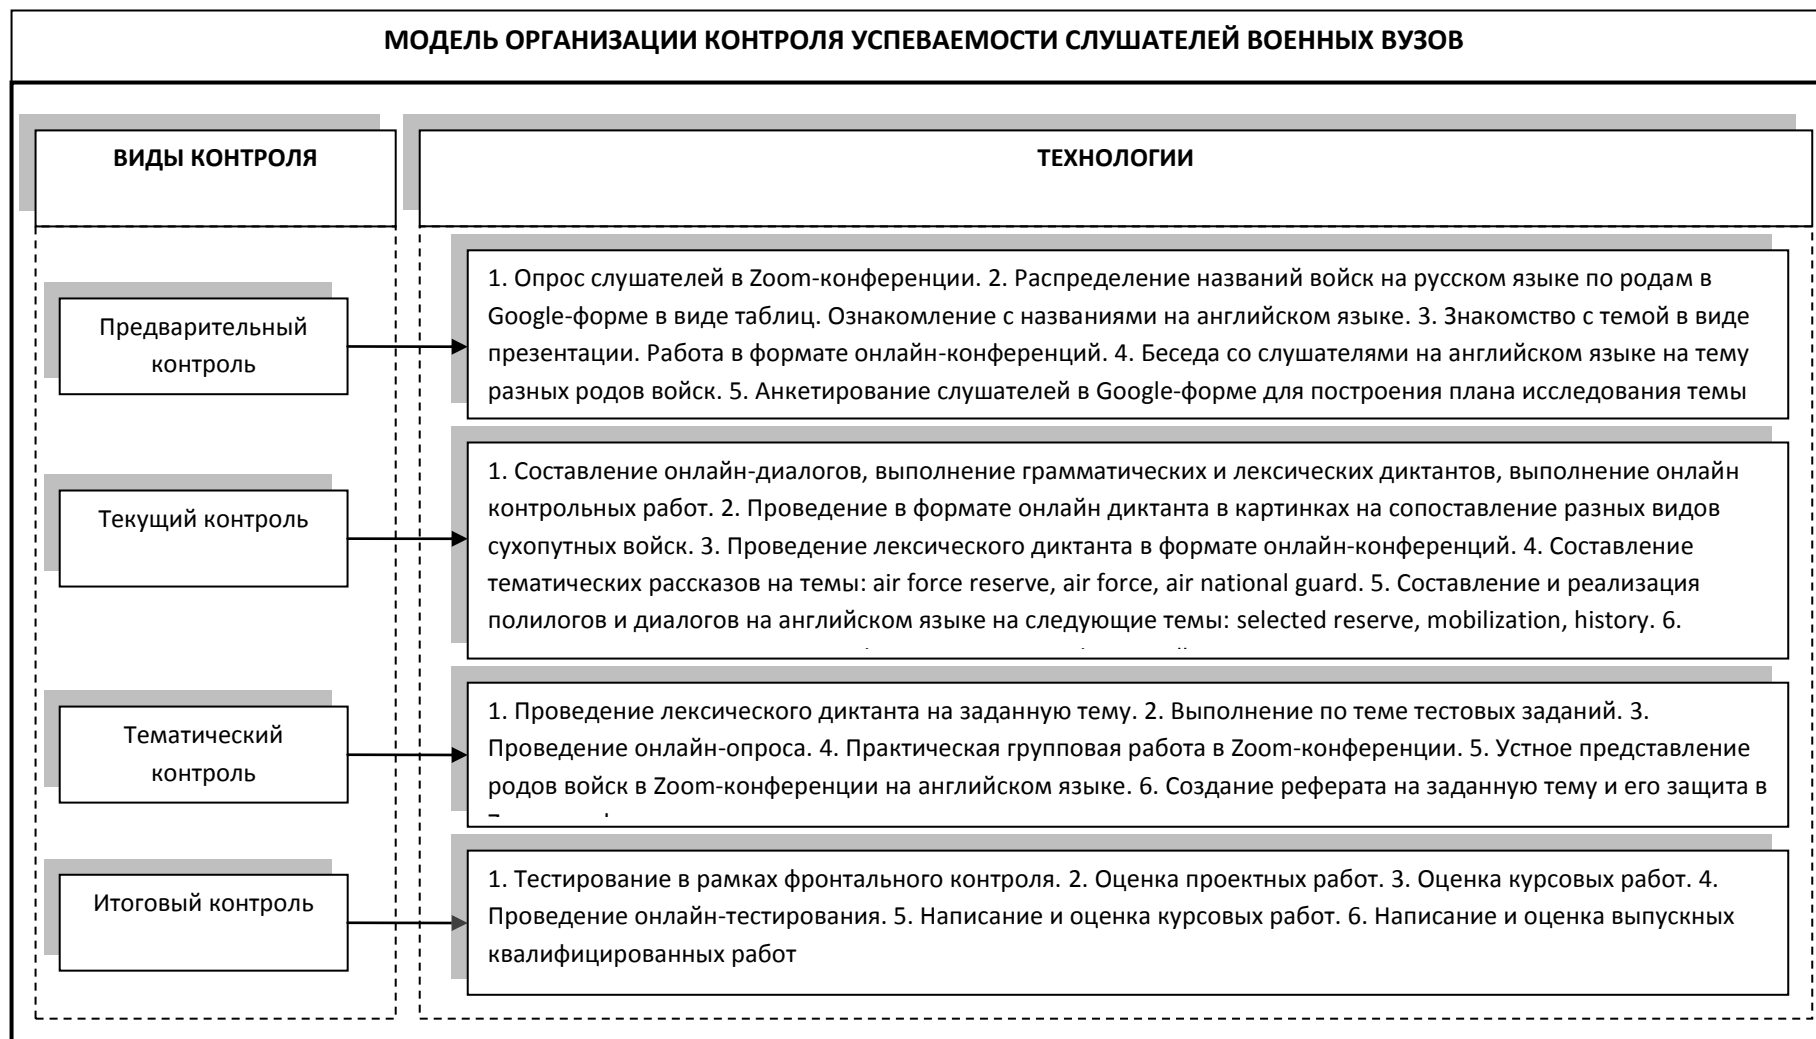 МОДЕЛЬ ОРГАНИЗАЦИИ КОНТРОЛЯ УСПЕВАЕМОСТИ СЛУШАТЕЛЕЙ ВОЕННЫХ ВУЗОВ
ВИДЫ КОНТРОЛЯ
ТЕХНОЛОГИИ
Предварительный
контроль
1. Опрос слушателей в Zoom-конференции. 2. Распределение названий войск на русском языке по родам в
Google-форме в виде таблиц. Ознакомление с названиями на английском языке. 3. Знакомство с темой в виде
презентации. Работа в формате онлайн-конференций. 4. Беседа со слушателями на английском языке на тему
разных родов войск. 5. Анкетирование слушателей в Google-форме для построения плана исследования темы
Текущий контроль
1. Составление онлайн-диалогов, выполнение грамматических и лексических диктантов, выполнение онлайн
контрольных работ. 2. Проведение в формате онлайн диктанта в картинках на сопоставление разных видов
сухопутных войск. 3. Проведение лексического диктанта в формате онлайн-конференций. 4. Составление
тематических рассказов на темы: air force reserve, air force, air national guard. 5. Составление и реализация
полилогов и диалогов на английском языке на следующие темы: selected reserve, mobilization, history. 6.
Тематический
контроль
1. Проведение лексического диктанта на заданную тему. 2. Выполнение по теме тестовых заданий. 3.
Проведение онлайн-опроса. 4. Практическая групповая работа в Zoom-конференции. 5. Устное представление
родов войск в Zoom-конференции на английском языке. 6. Создание реферата на заданную тему и его защита в
Итоговый контроль
1. Тестирование в рамках фронтального контроля. 2. Оценка проектных работ. 3. Оценка курсовых работ. 4.
Проведение онлайн-тестирования. 5. Написание и оценка курсовых работ. 6. Написание и оценка выпускных
квалифицированных работ